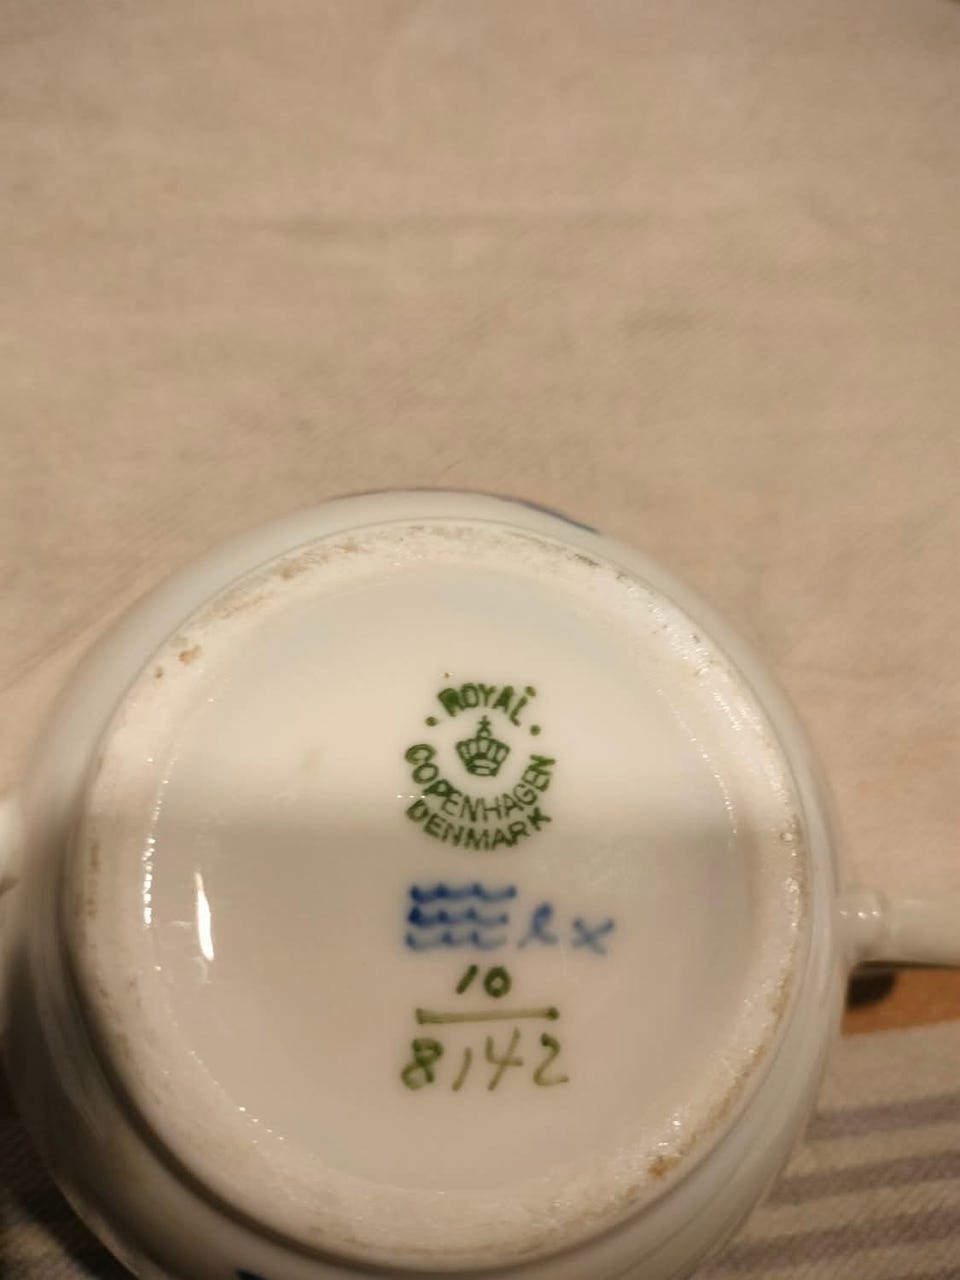 ROYAL
COPENHAGEN
DENMARK
10
8142